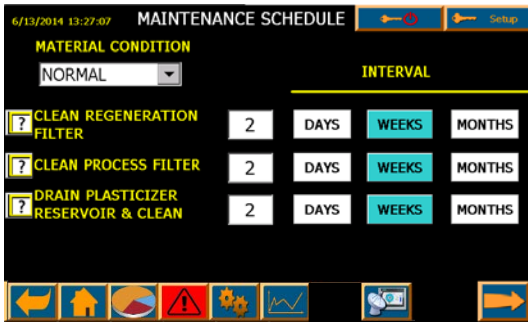 6/13/2014 13:27:07 MAINTENANCE SCHEDULE Setup
MATERIAL CONDITION
NORMAL
INTERVAL
? CLEAN REGENERATION
FILTER
2 DAYS WEEKS MONTHS
? CLEAN PROCESS FILTER 2 DAYS WEEKS MONTHS
? DRAIN PLASTICIZER
RESERVOIR & CLEAN
2 DAYS WEEKS MONTHS